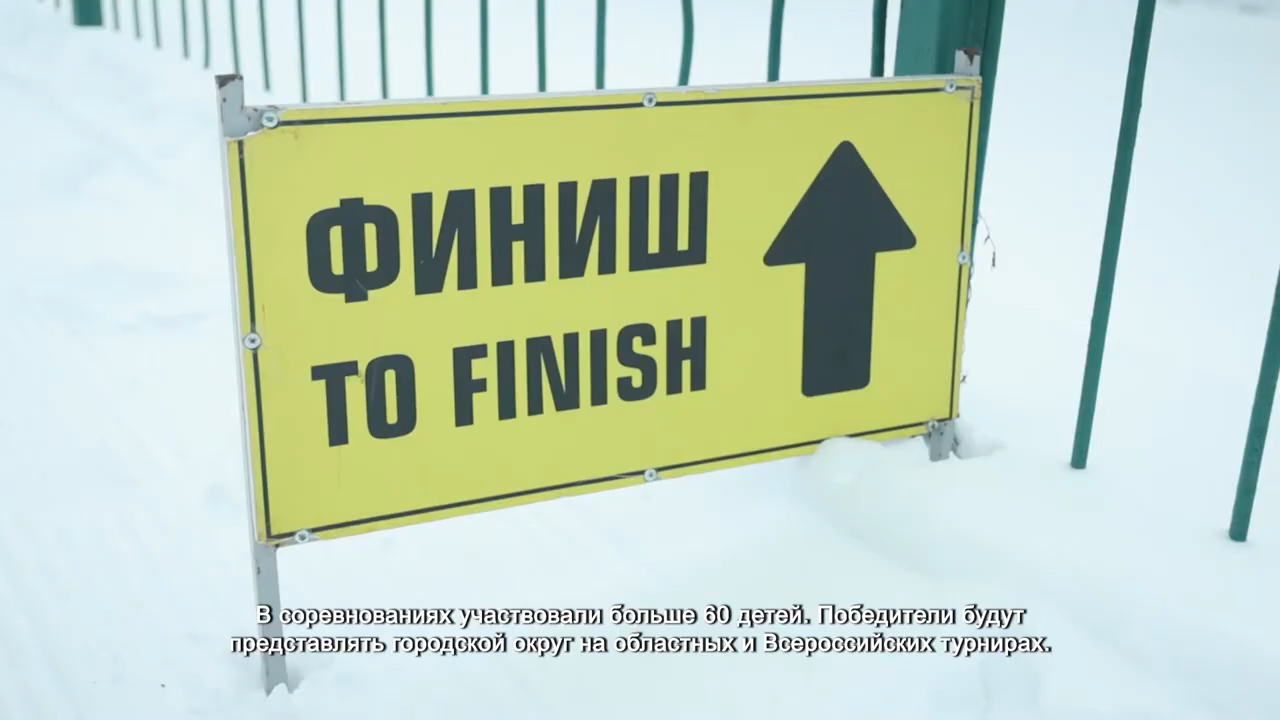 ФИНИШ
TO FINISH
В соревнованиях участвовали больше 60 детей. Победители будут
представлять городской округ на областных и Всероссийских турнирах.